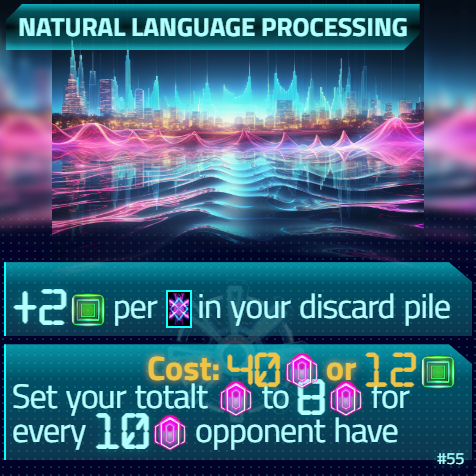 NATURAL LANGUAGE PROCESSING
+2 per in your discard pile
Cost: 40 or 12
Set your totalt to 8 for
every 10 opponent have
#55